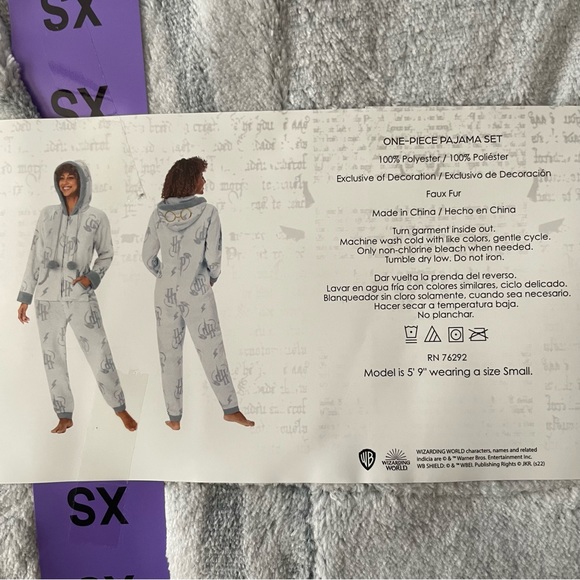 SX
SX
ONE-PIECE PAJAMA SET
100% Polyester / 100% Poliéster
Exclusive of Decoration / Exclusivo de Decoración
Faux Fur
Made in China / Hecho en China
Turn garment inside out.
Machine wash cold with like colors, gentle cycle.
Only non-chlorine bleach when needed.
Tumble dry low. Do not iron.
Dar vuelta la prenda del reverso.
Lavar en agua fría con colores similares, ciclo delicado.
Blanqueador sin cloro solamente, cuando sea necesario.
Hacer secar a temperatura baja.
No planchar.
RN 76292
Model is 5' 9" wearing a size Small.
WB
WIZARDING
WORLD
WIZARDING WORLD characters, names and related
indicia are © & ™ Warner Bros. Entertainment Inc.
WB SHIELD: © & ™ WBEI. Publishing Rights © JKR. (s22)
SX